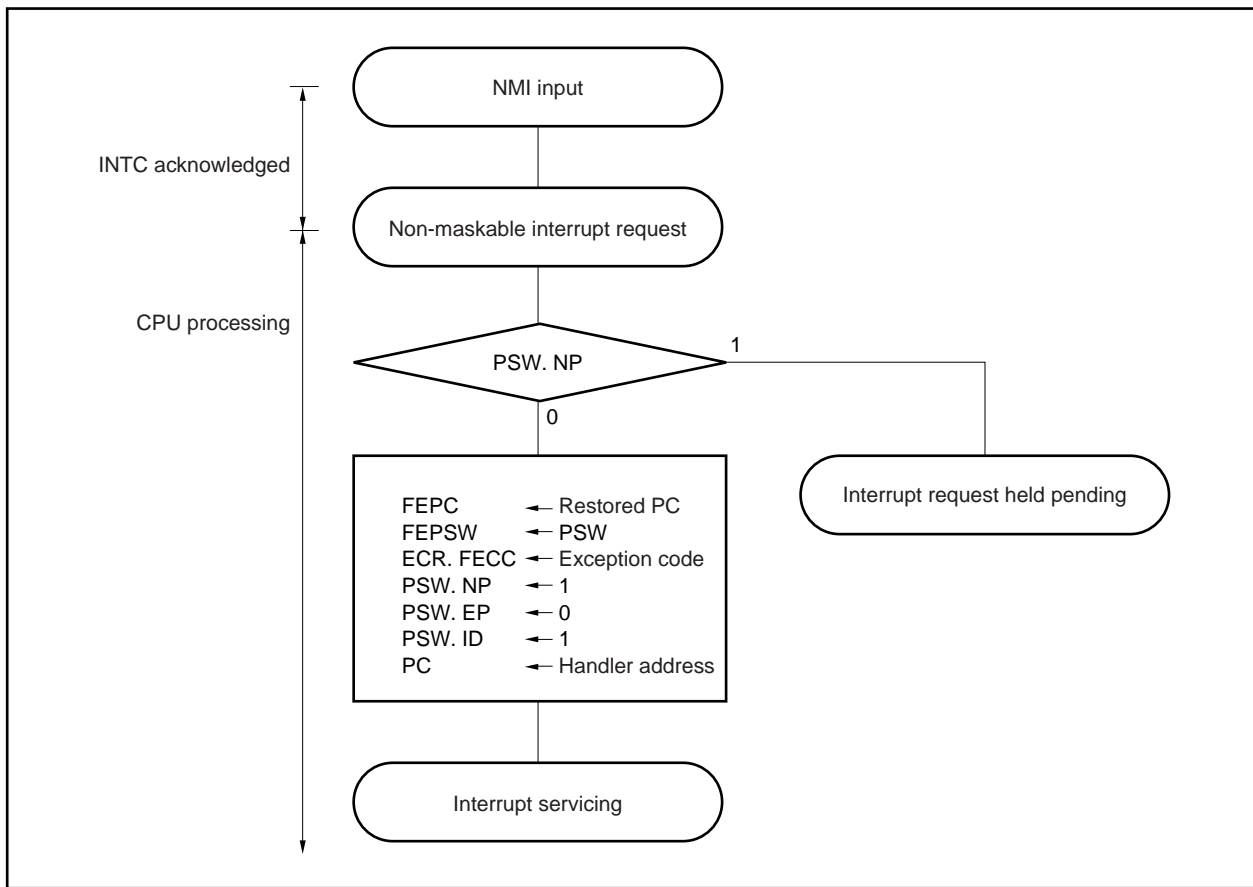 NMI input
INTC acknowledged
Non-maskable interrupt request
CPU processing
PSW. NP
1
0
FEPC ← Restored PC
FEPSW ← PSW
ECR. FECC ← Exception code
PSW. NP ← 1
PSW. EP ← 0
PSW. ID ← 1
PC ← Handler address
Interrupt request held pending
Interrupt servicing